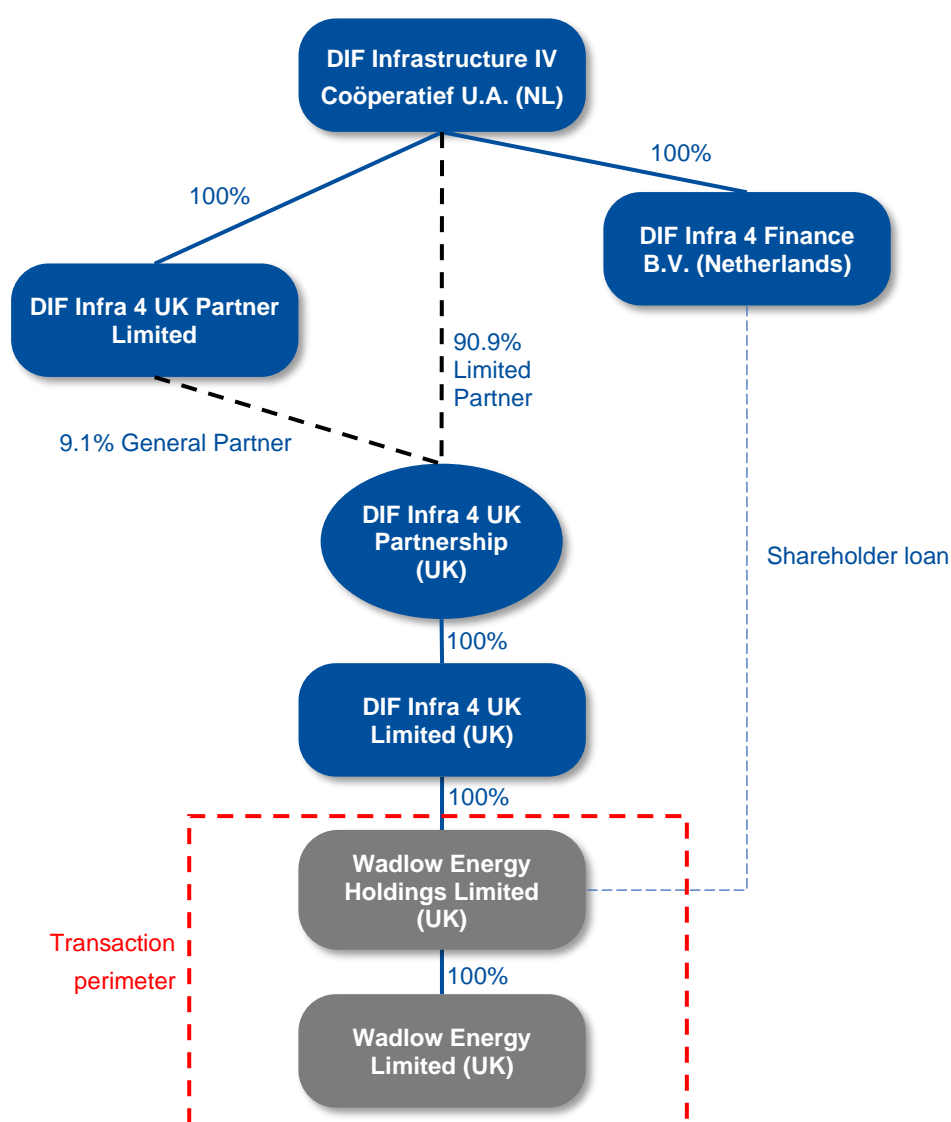 DIF Infrastructure IV
Coöperatief U.A. (NL)
100%
100%
DIF Infra 4 Finance
B.V. (Netherlands)
DIF Infra 4 UK Partner
Limited
90.9%
Limited
Partner
9.1% General Partner
DIF Infra 4 UK
Partnership
(UK)
Shareholder loan
100%
DIF Infra 4 UK
Limited (UK)
100%
Wadlow Energy
Holdings Limited
(UK)
Transaction
perimeter
100%
Wadlow Energy
Limited (UK)